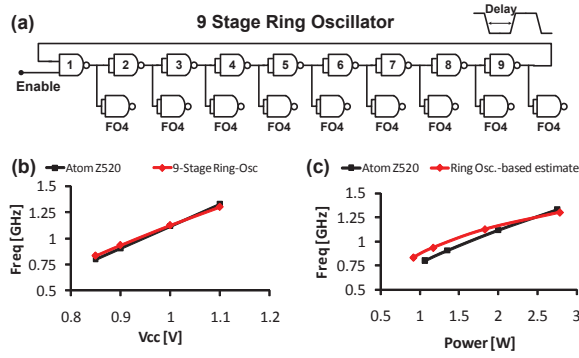 (a)
9 Stage Ring Oscillator
Delay
1 2 3 4 5 6 7 8 9
Enable
FO4 FO4 FO4 FO4 FO4 FO4 FO4 FO4 FO4
(b)
Atom Z520 9-Stage Ring-Osc
Freq [GHz]
1.5
1.25
1
0.75
0.5
0.8 0.9 1 1.1 1.2
Vcc [V]
(c)
Atom Z520 Ring Osc.-based estimate
Freq [GHz]
1.5
1.25
1
0.75
0.5
0.5 1 1.5 2 2.5 3
Power [W]